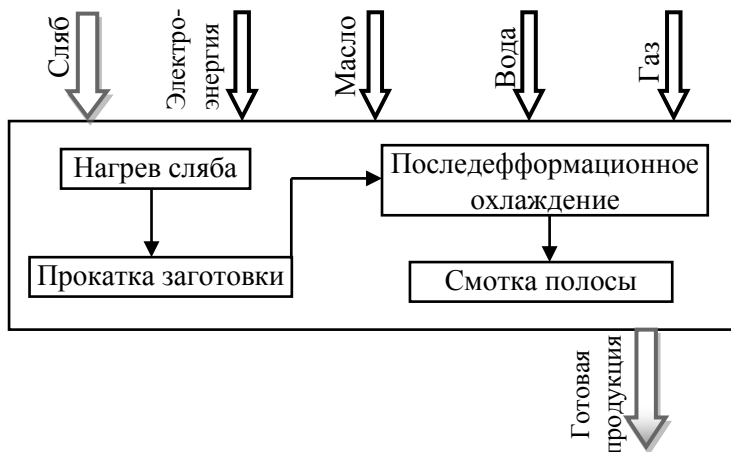 Сляб
Электро-
энергия
Масло
Вода
Газ
Нагрев сляба
Прокатка заготовки
Последефформационное
охлаждение
Смотка полосы
Готовая
продукция